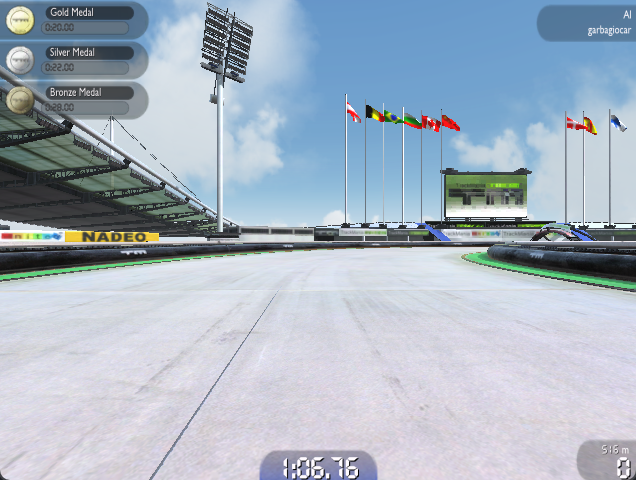 Gold Medal
0:20.00
Silver Medal
0:22.00
Bronze Medal
0:28.00
AI
garbagiocar
NADEO
1:06.76
516 m
0